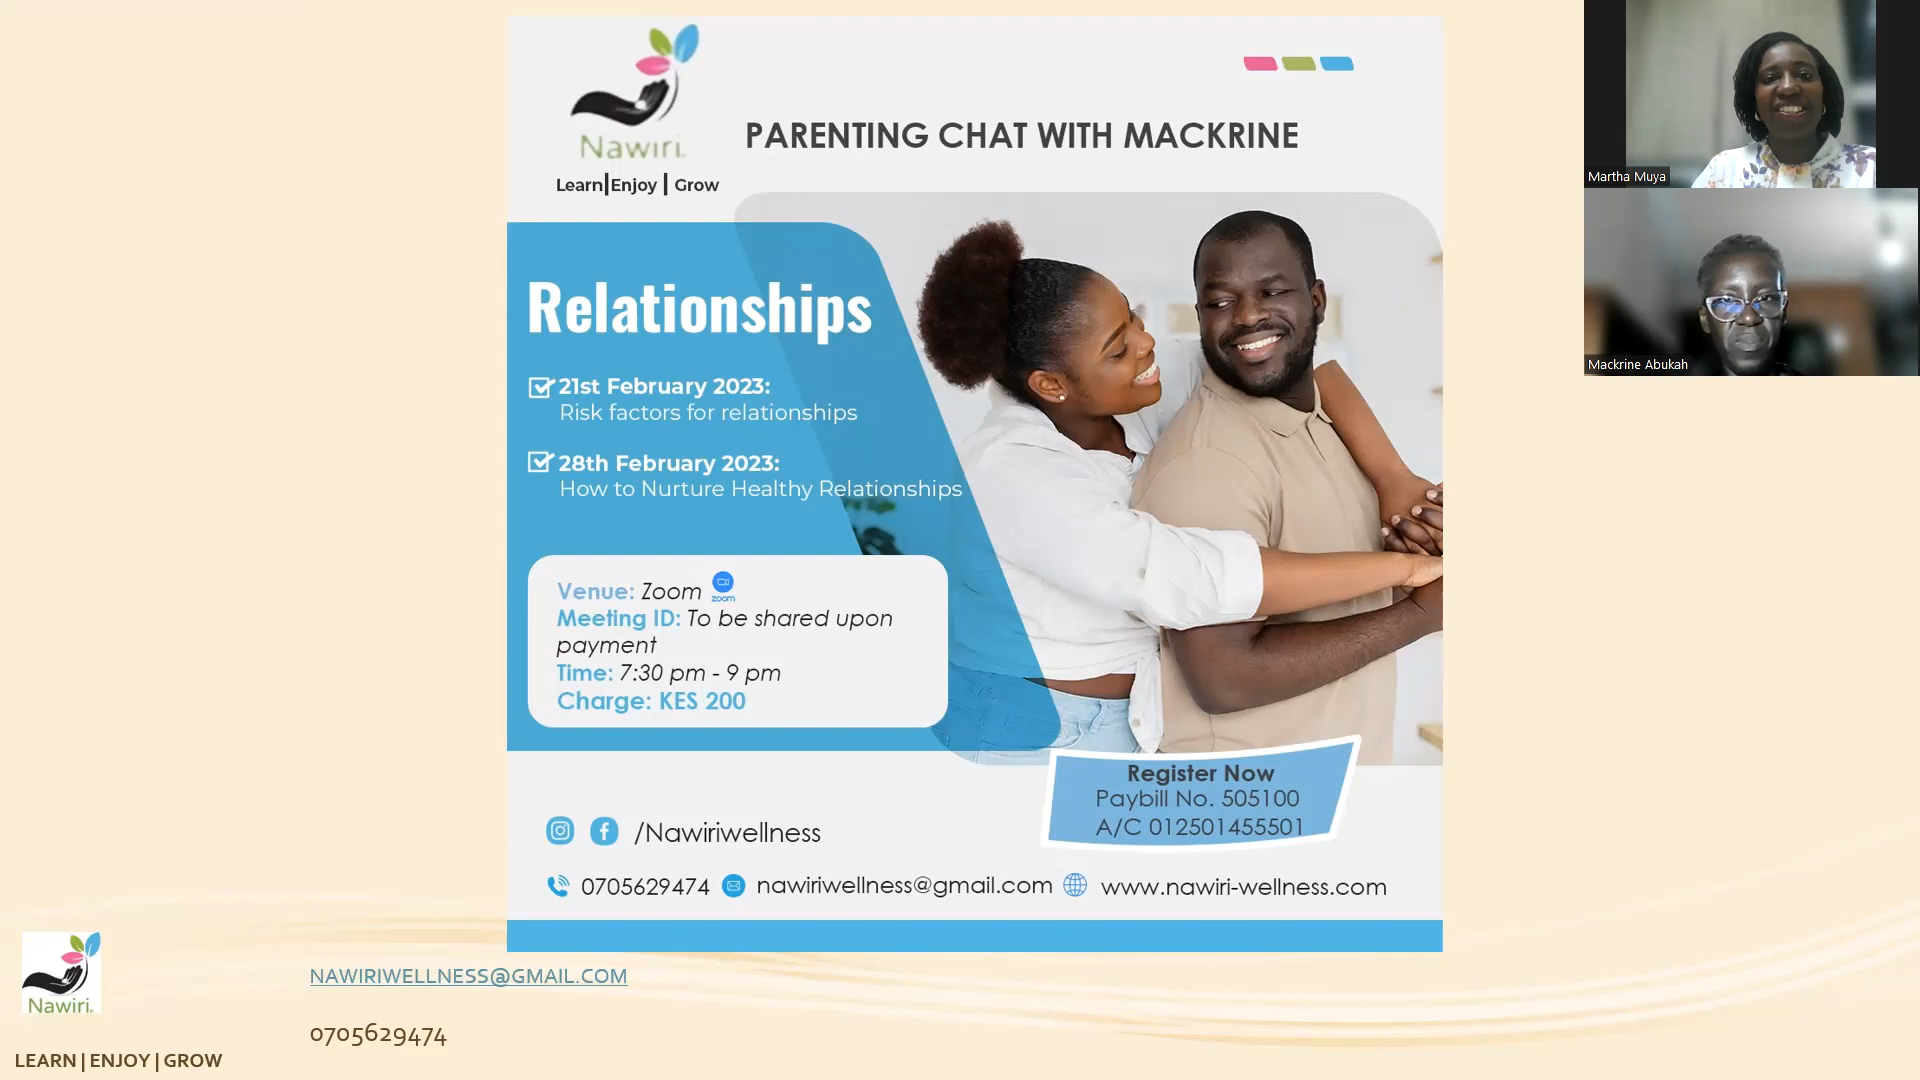 Nawiri.
Learn|Enjoy | Grow
PARENTING CHAT WITH MACKRINE
Relationships
21st February 2023:
Risk factors for relationships
28th February 2023:
How to Nurture Healthy Relationships
Venue: Zoom
zoom
Meeting ID: To be shared upon
payment
Time: 7:30 pm - 9 pm
Charge: KES 200
Register Now
Paybill No. 505100
A/C 012501455501
/Nawiriwellness
0705629474 nawiriwellness@gmail.com www.nawiri-wellness.com
Martha Muya
Mackrine Abukah
NAWIRIWELLNESS@GMAIL.COM
0705629474
Nawiri.
LEARN | ENJOY | GROW